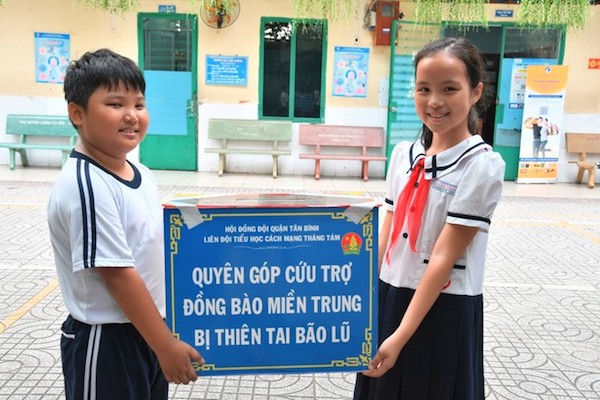 HỘI ĐỒNG ĐỘI QUẬN TÂN BÌNH
LIÊN ĐỘI TIỂU HỌC CÁCH MẠNG THÁNG TÁM
QUYÊN GÓP CỨU TRỢ
ĐỒNG BÀO MIỀN TRUNG
BỊ THIÊN TAI BÃO LŨ